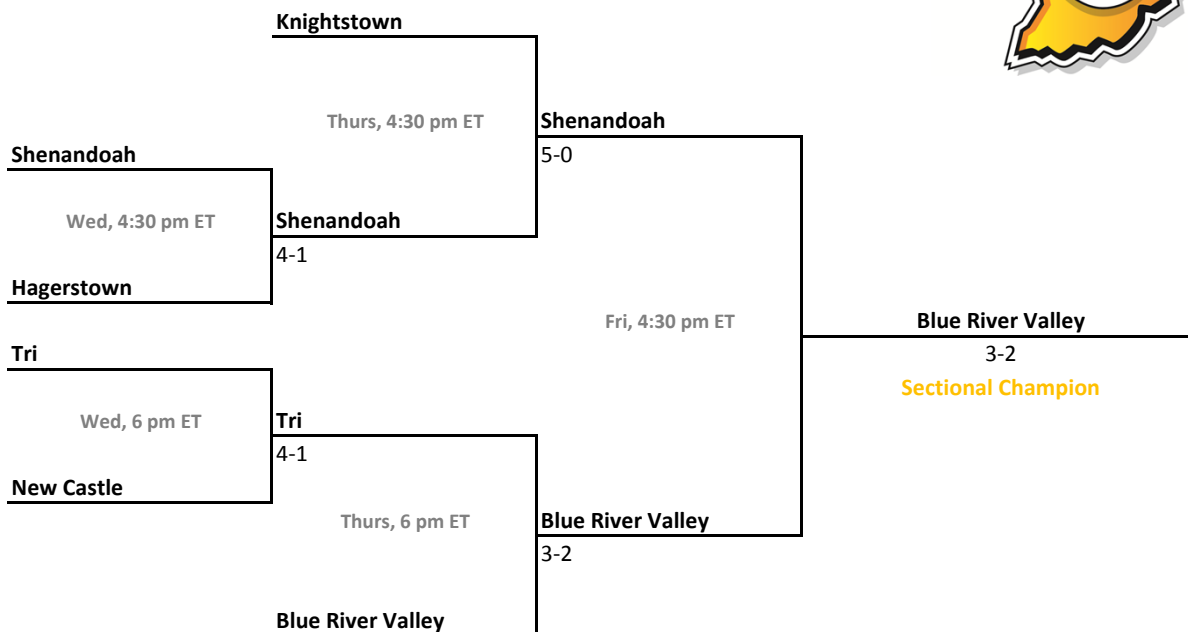 Knightstown
Thurs, 4:30 pm ET
Shenandoah
5-0
Shenandoah
Wed, 4:30 pm ET
Shenandoah
4-1
Hagerstown
Fri, 4:30 pm ET
Blue River Valley
3-2
Sectional Champion
Tri
Wed, 6 pm ET
Tri
4-1
New Castle
Thurs, 6 pm ET
Blue River Valley
3-2
Blue River Valley